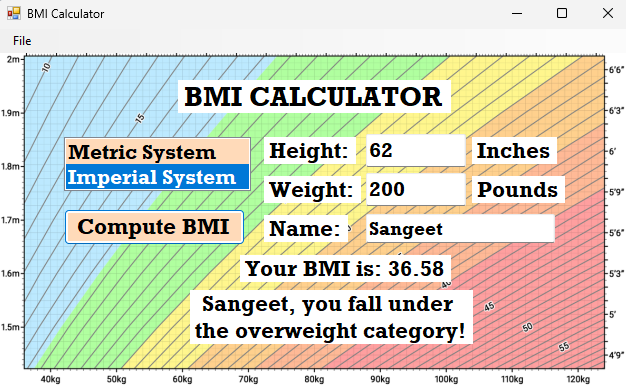 BMI Calculator
File
BMI CALCULATOR
Metric System
Imperial System
Height: 62 Inches
Weight: 200 Pounds
Compute BMI
Name: Sangeet
Your BMI is: 36.58
Sangeet, you fall under
the overweight category!
2m
1.9m
1.8m
1.7m
1.6m
1.5m
10
15
45
50
55
6'6"
6'3"
6'
5'9"
5'6"
5'3"
5'
4'9"
40kg 50kg 60kg 70kg 80kg 90kg 100kg 110kg 120kg